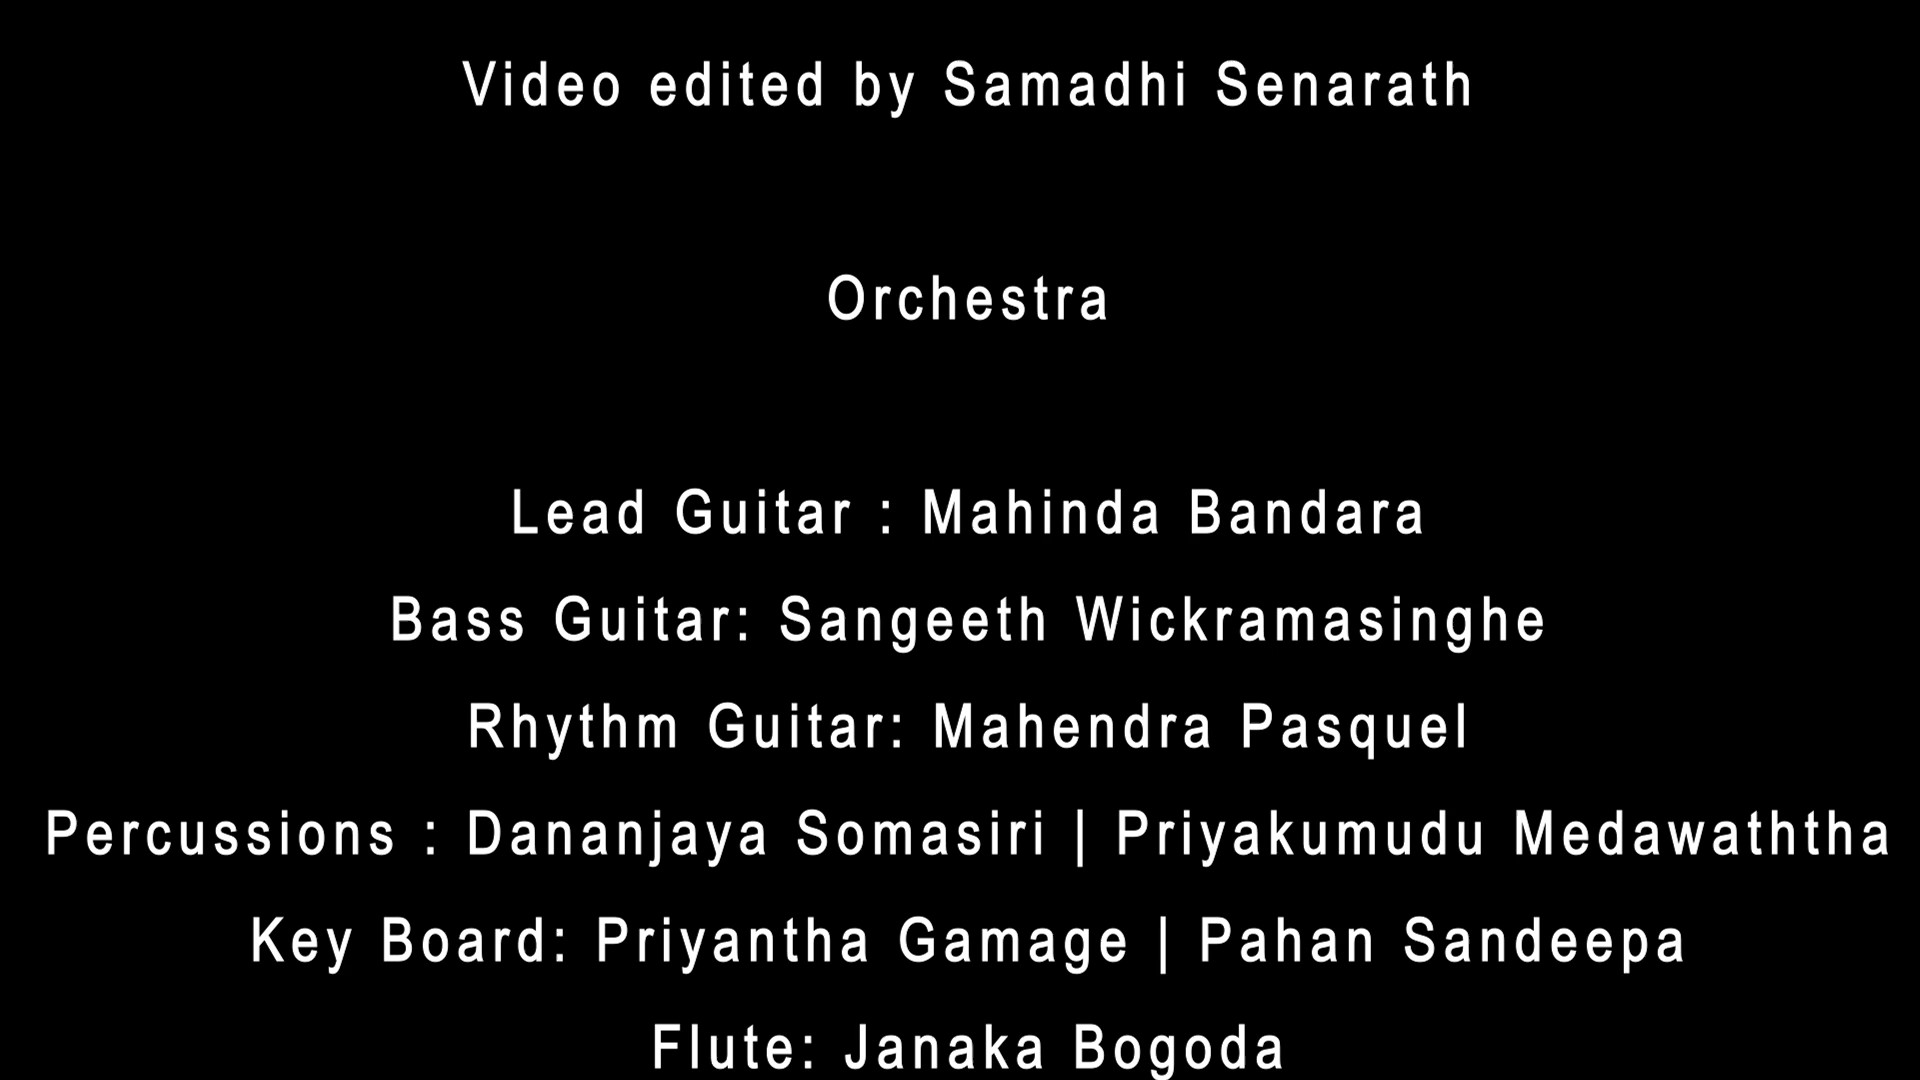 Video edited by Samadhi Senarath
Orchestra
Lead Guitar : Mahinda Bandara
Bass Guitar: Sangeeth Wickramasinghe
Rhythm Guitar: Mahendra Pasquel
Percussions : Dananjaya Somasiri | Priyakumudu Medawaththa
Key Board: Priyantha Gamage | Pahan Sandeepa
Flute: Janaka Bogoda